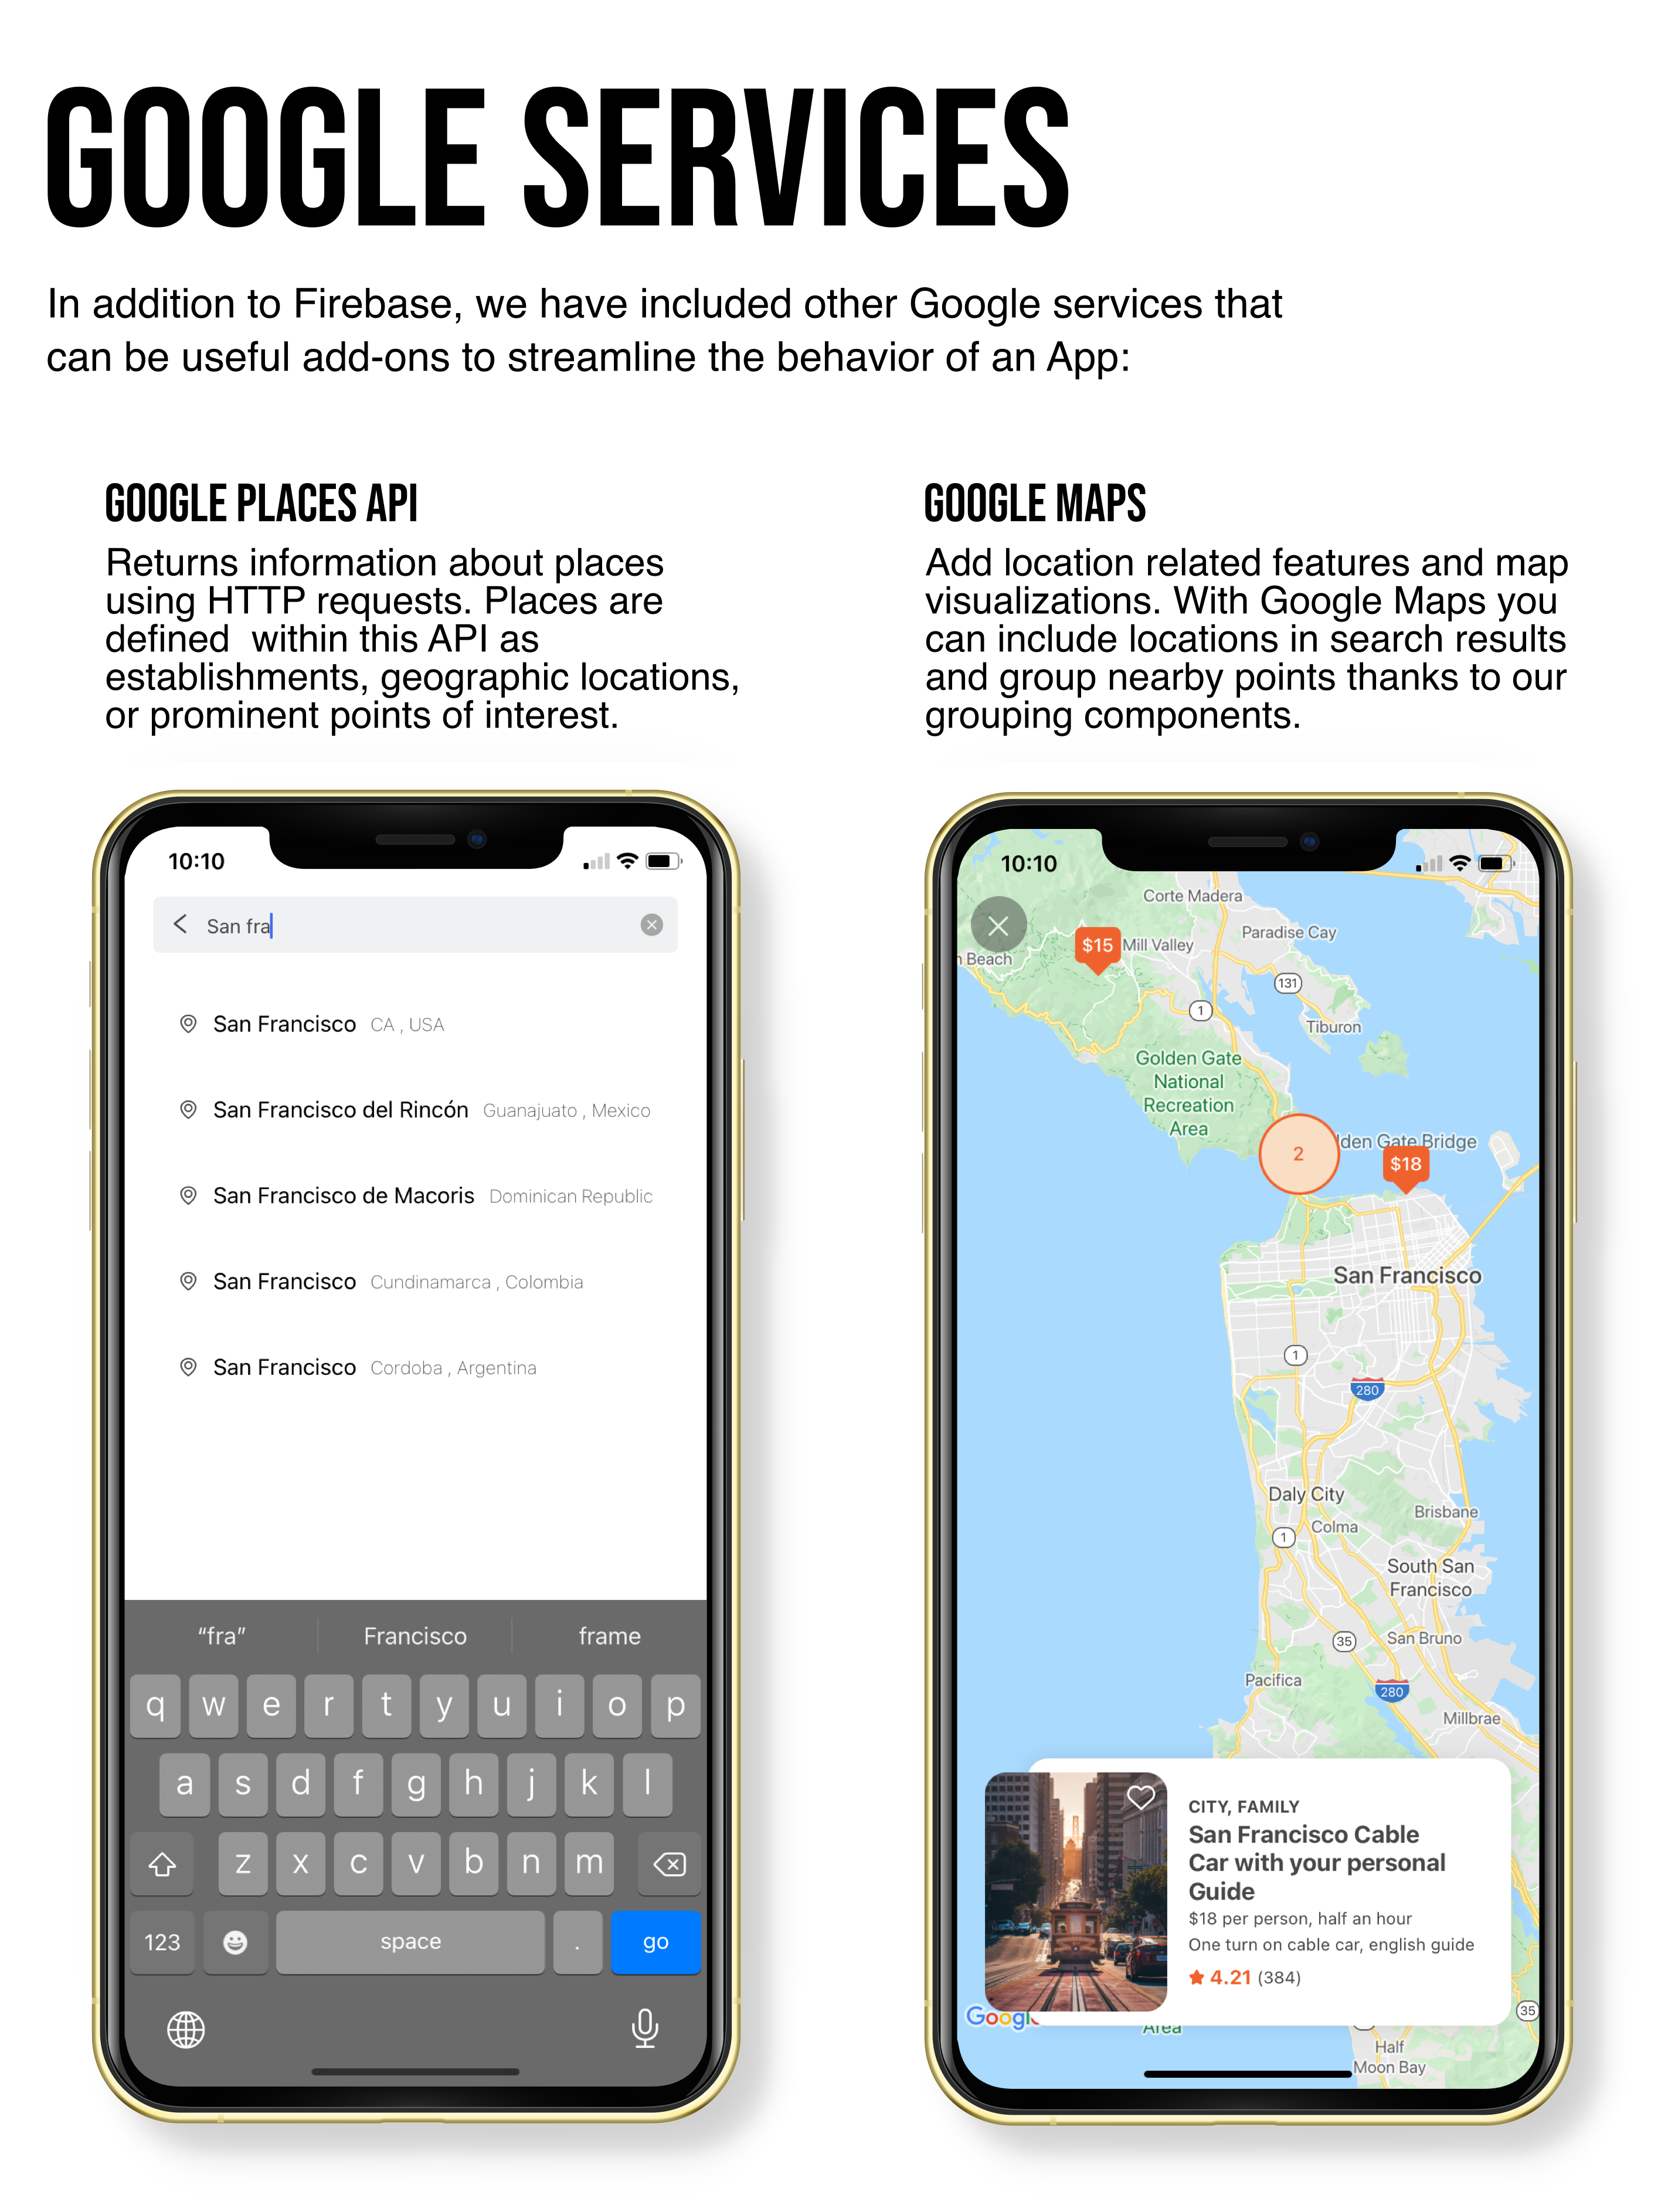 GOOGLE SERVICES
In addition to Firebase, we have included other Google services that
can be useful add-ons to streamline the behavior of an App:
GOOGLE PLACES API
Returns information about places
using HTTP requests. Places are
defined  within this API as
establishments, geographic locations,
or prominent points of interest.
10:10
San fra
San Francisco CA , USA
San Francisco del Rincón Guanajuato , Mexico
San Francisco de Macoris Dominican Republic
San Francisco Cundinamarca , Colombia
San Francisco Cordoba , Argentina
“fra” Francisco frame
q w e r t y u i o p
a s d f g h j k l
z x c v b n m
123 space . go
GOOGLE MAPS
Add location related features and map
visualizations. With Google Maps you
can include locations in search results
and group nearby points thanks to our
grouping components.
10:10
Corte Madera
Paradise Cay
$15 Mill Valley
Beach
131
1
Tiburon
Golden Gate
National
Recreation
Area
2
lden Gate Bridge
$18
San Francisco
1
280
Daly City
Brisbane
Colma
1
South San
Francisco
35 San Bruno
Pacifica
280
Millbrae
CITY, FAMILY
San Francisco Cable
Car with your personal
Guide
$18 per person, half an hour
One turn on cable car, english guide
4.21 (384)
Google
35
Area
Half
Moon Bay